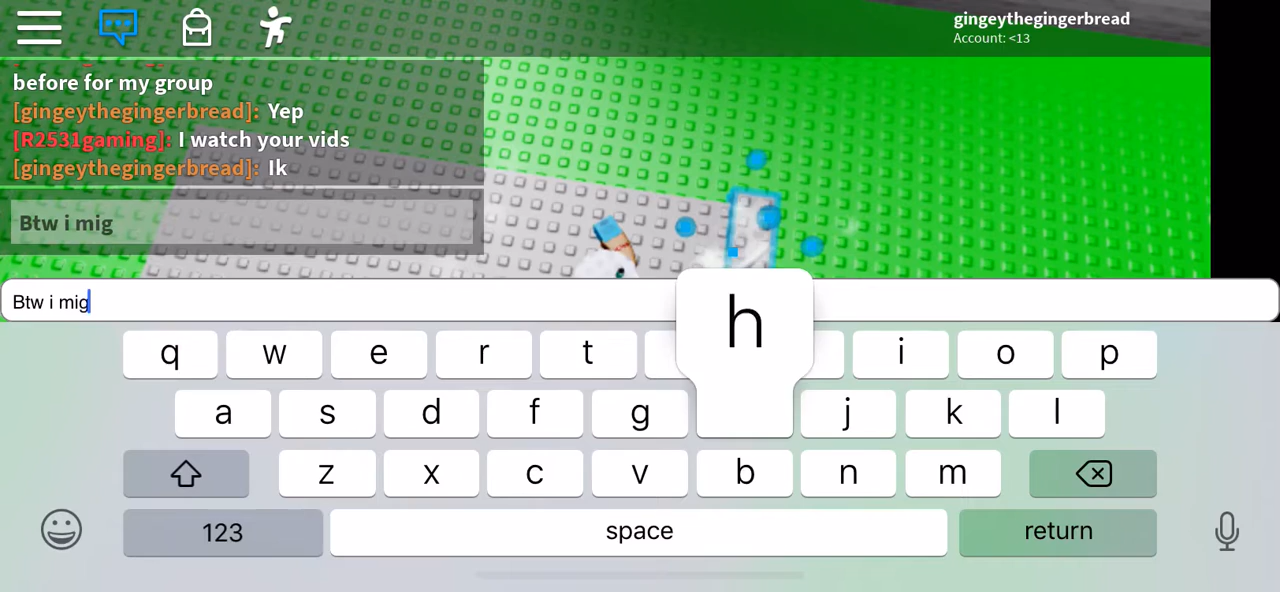 gingeythegingerbread
Account: <13
before for my group
[gingeythegingerbread]: Yep
[R2531gaming]: I watch your vids
[gingeythegingerbread]: Ik
Btw i mig
Btw i mig
h
q w e r t i o p
a s d f g j k l
z x c v b n m
123 space return